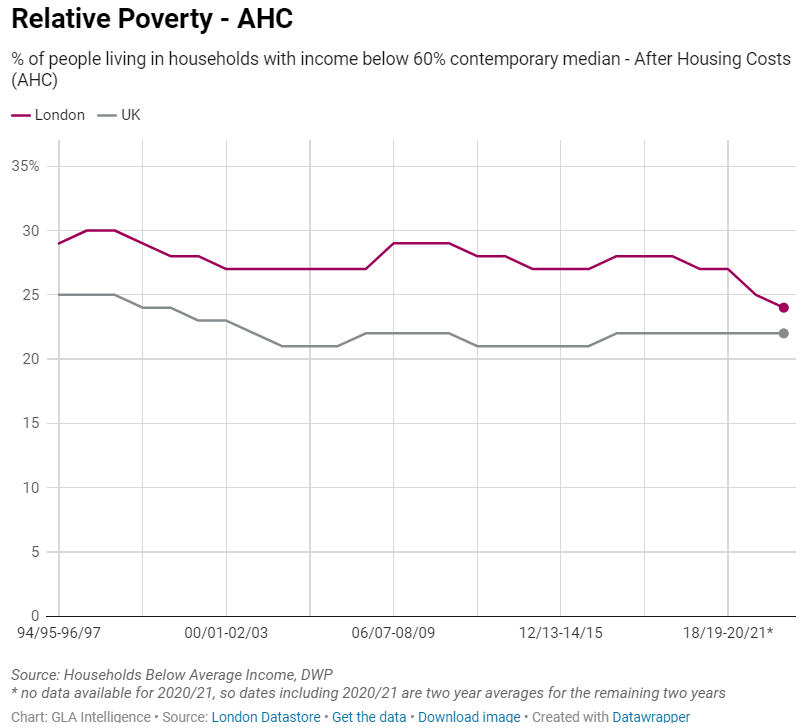 Relative Poverty - AHC
% of people living in households with income below 60% contemporary median - After Housing Costs
(AHC)
London UK
35%
30
25
20
15
10
5
0
94/95-96/97 00/01-02/03 06/07-08/09 12/13-14/15 18/19-20/21*
Source: Households Below Average Income, DWP
* no data available for 2020/21, so dates including 2020/21 are two year averages for the remaining two years
Chart: GLA Intelligence • Source: London Datastore • Get the data • Download image • Created with Datawrapper